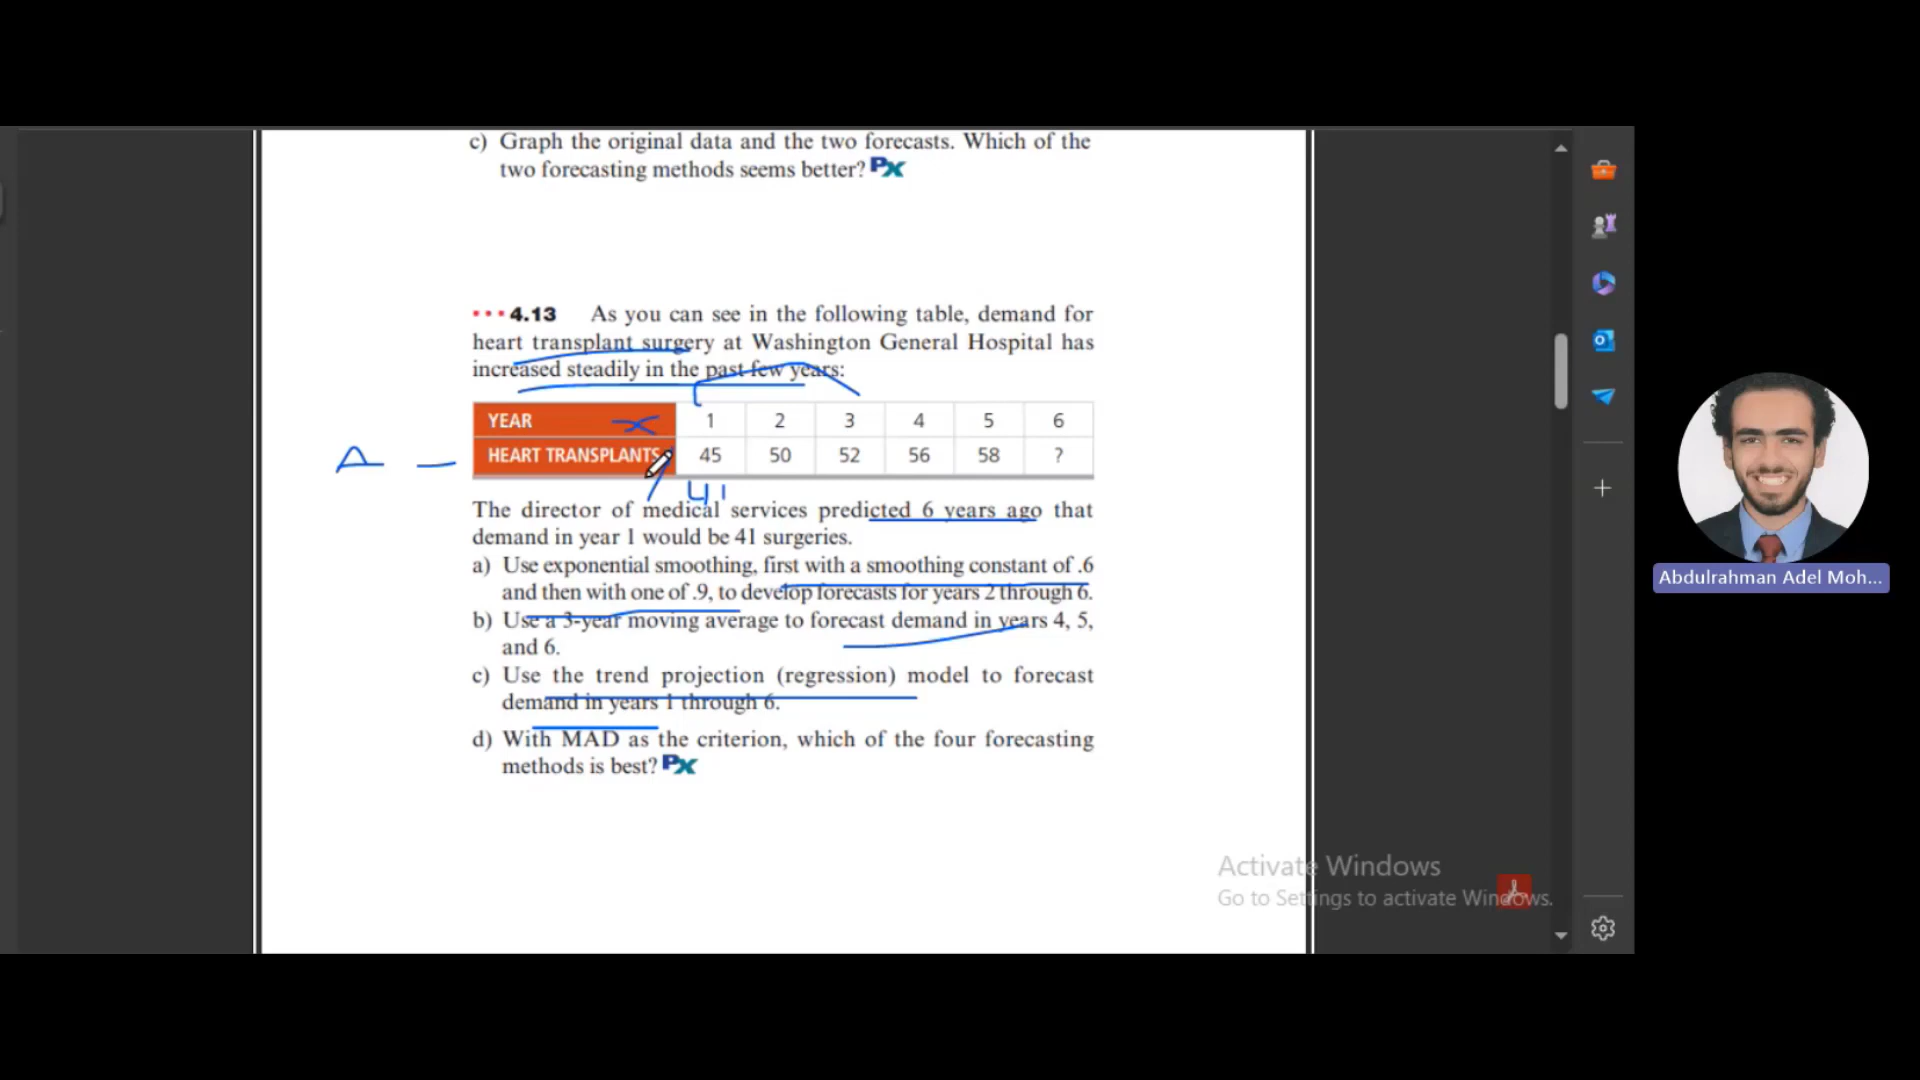 c) Graph the original data and the two forecasts. Which of the
two forecasting methods seems better? PX
••• 4.13 As you can see in the following table, demand for
heart transplant surgery at Washington General Hospital has
increased steadily in the past few years:
YEAR x 1 2 3 4 5 6
A — HEART TRANSPLANTS 45 50 52 56 58 ?
41
The director of medical services predicted 6 years ago that
demand in year 1 would be 41 surgeries.
a) Use exponential smoothing, first with a smoothing constant of .6
and then with one of .9, to develop forecasts for years 2 through 6.
b) Use a 3-year moving average to forecast demand in years 4, 5,
and 6.
c) Use the trend projection (regression) model to forecast
demand in years 1 through 6.
d) With MAD as the criterion, which of the four forecasting
methods is best? PX
Abdulrahman Adel Moh...
Activate Windows
Go to Settings to activate Windows.